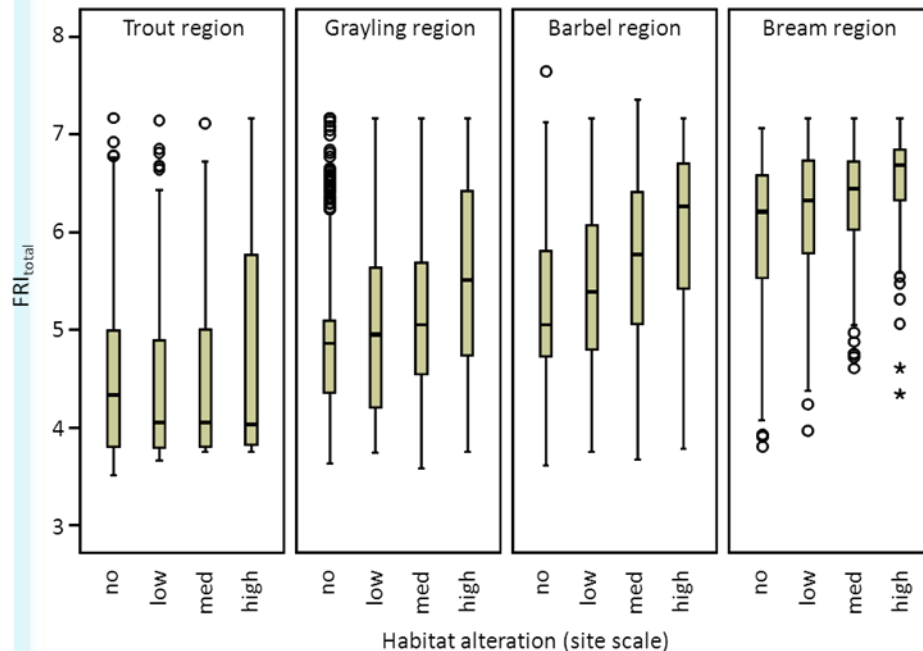 Trout region
Grayling region
Barbel region
Bream region
8
7
6
5
4
3
FRItotal
no
low
med
high
no
low
med
high
no
low
med
high
no
low
med
high
Habitat alteration (site scale)